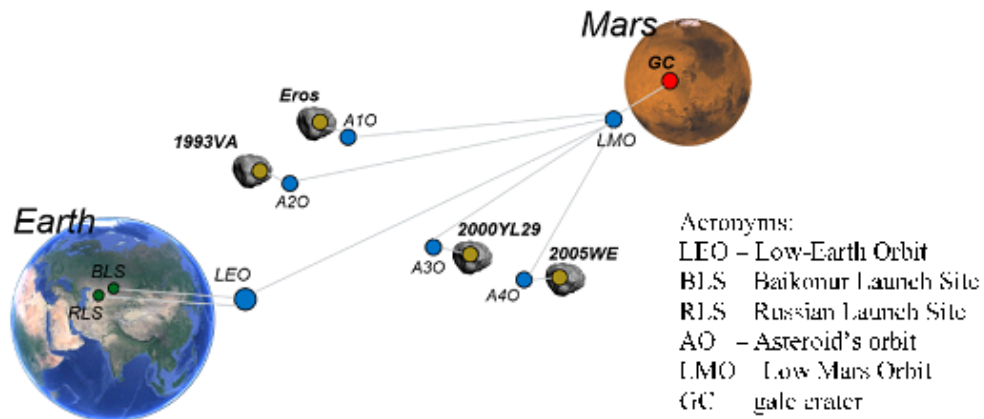 Mars
GC
Eros
A1O
LMO
1993VA
A2O
Earth
2000YL29
2005WE
A3O
A4O
LEO
BLS
RLS
Acronyms:
LEO – Low-Earth Orbit
BLS Baikonur Launch Site
RLS Russian Launch Site
AO – Asteroid's orbit
LMO Low Mars Orbit
GC gale crater